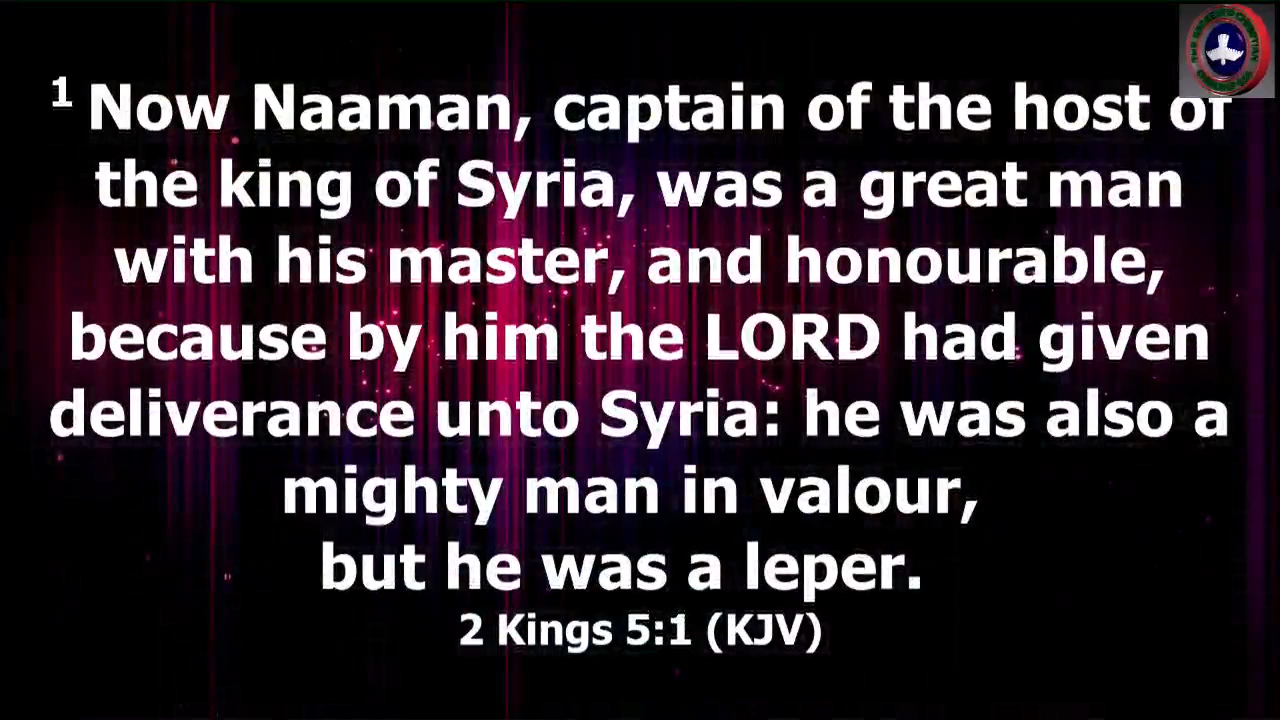 1 Now Naaman, captain of the host of
the king of Syria, was a great man
with his master, and honourable,
because by him the LORD had given
deliverance unto Syria: he was also a
mighty man in valour,
but he was a leper.
2 Kings 5:1 (KJV)